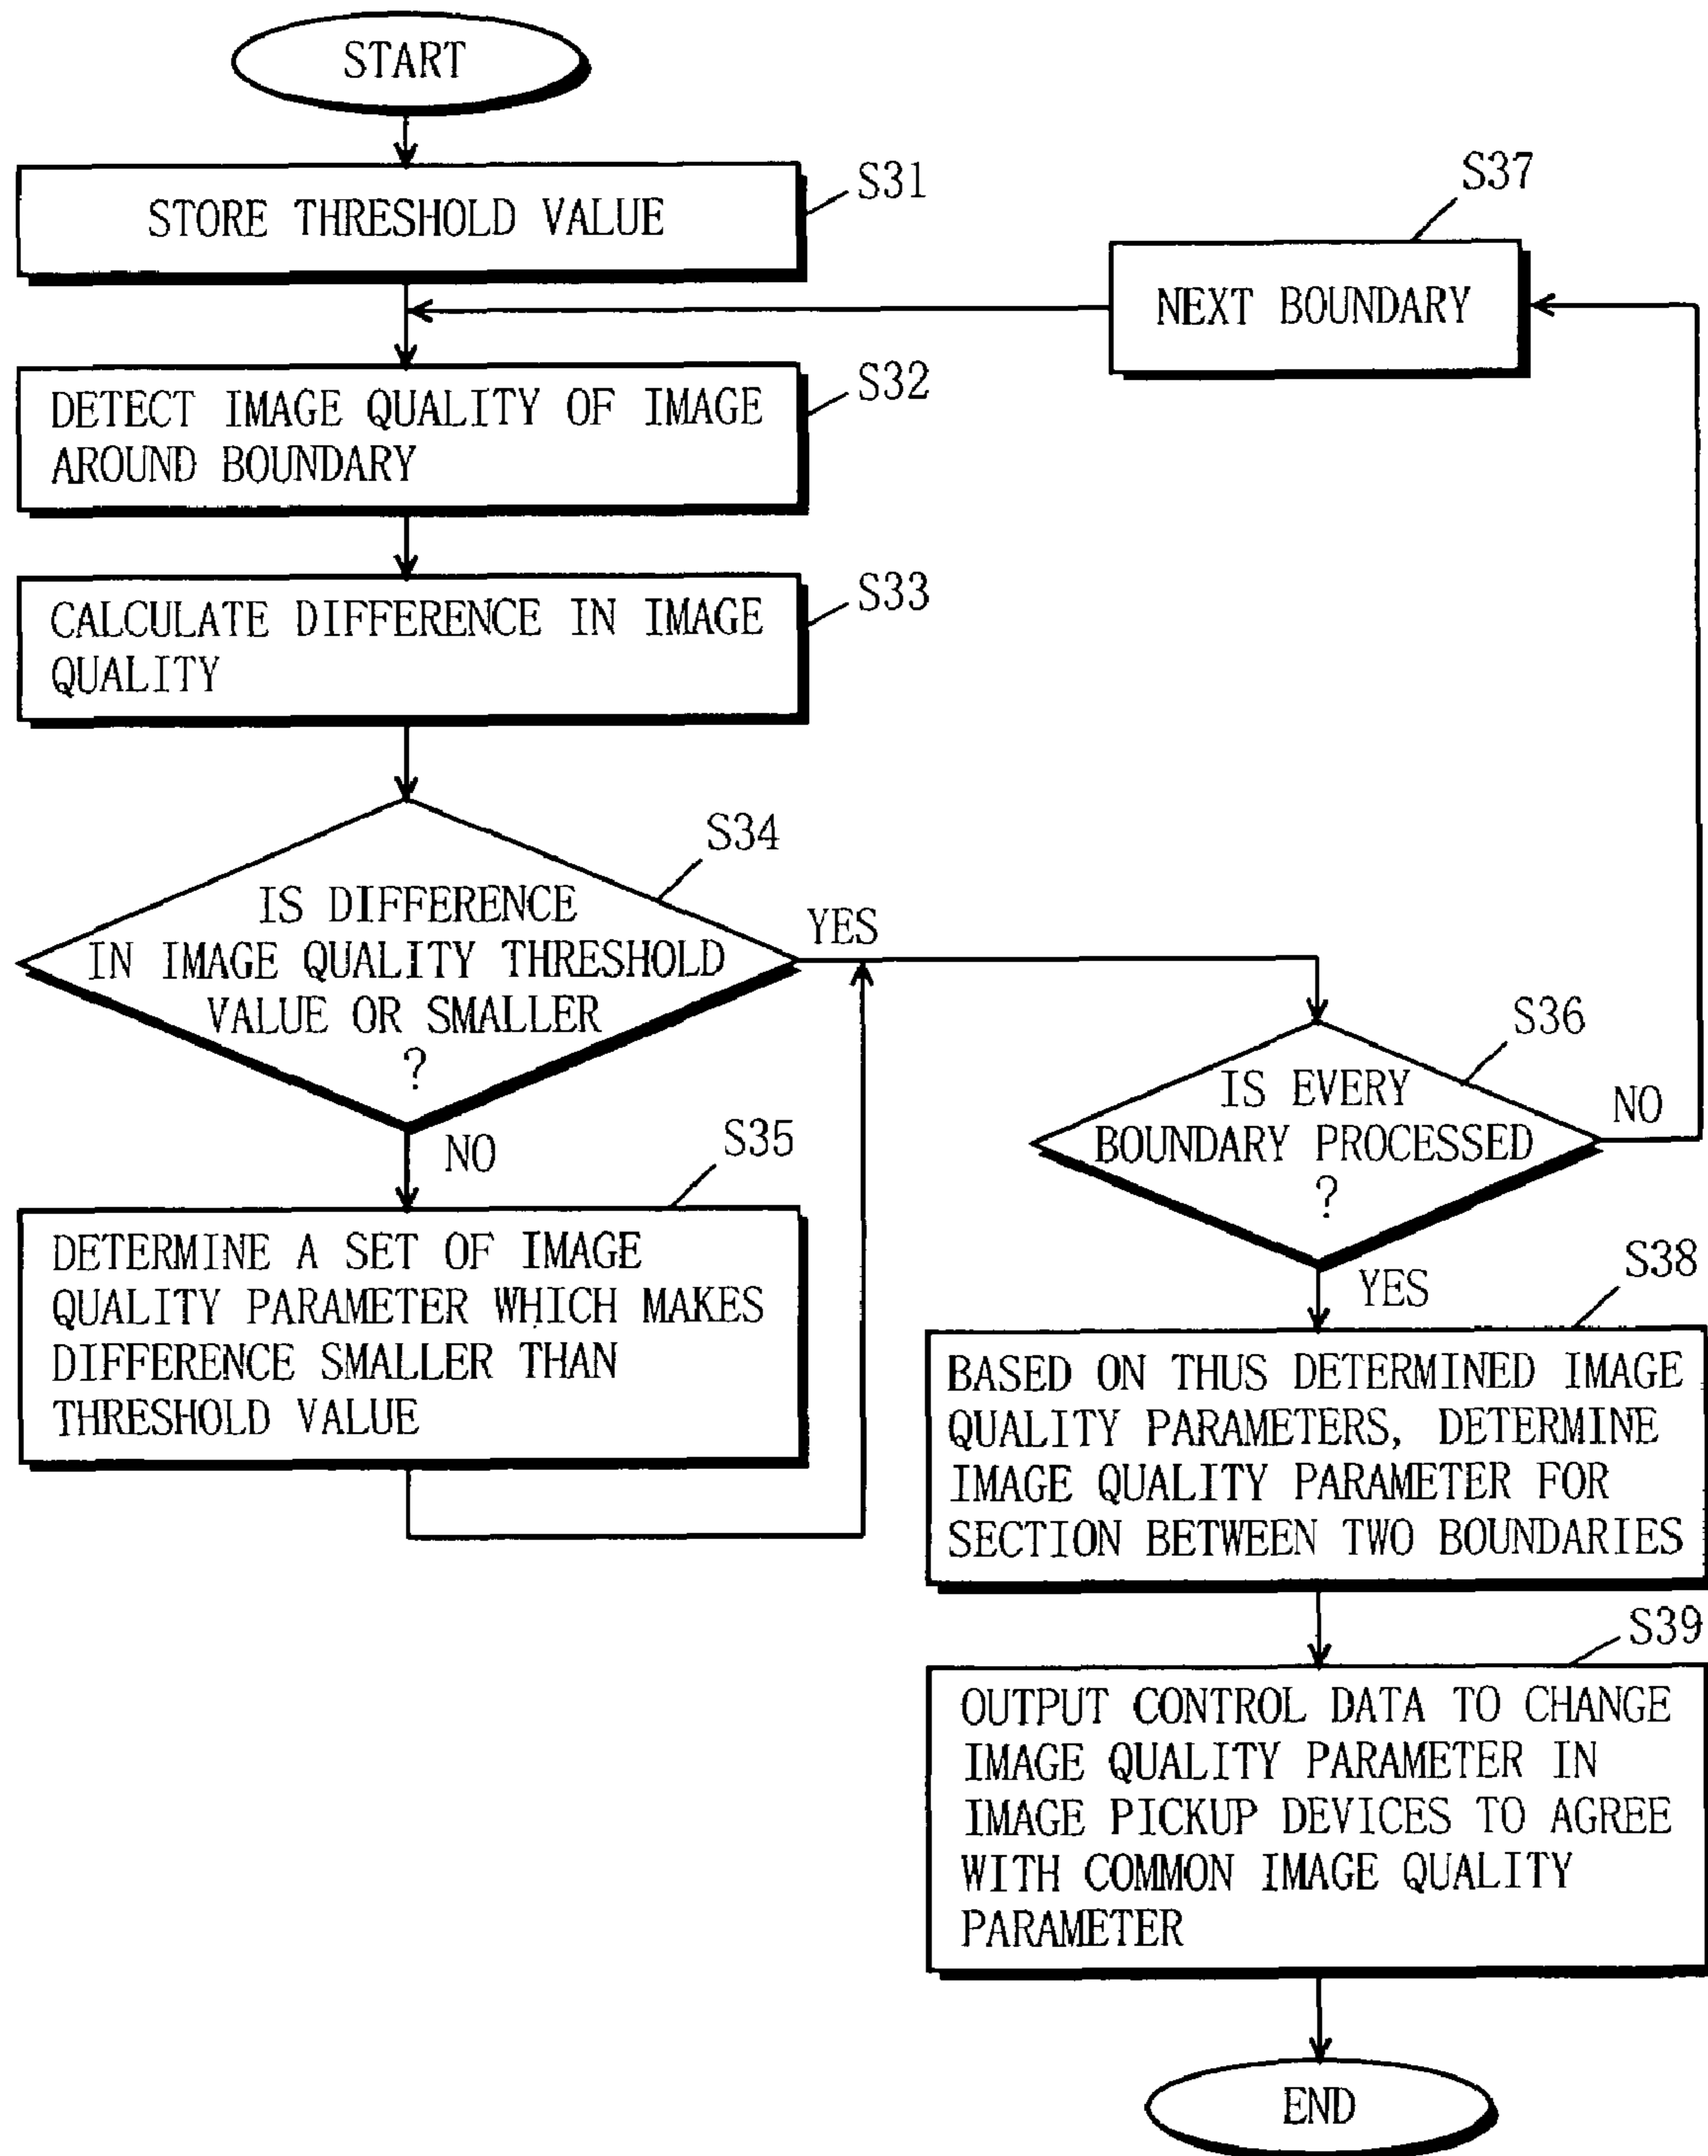 START
STORE THRESHOLD VALUE
S31
S37
NEXT BOUNDARY
DETECT IMAGE QUALITY OF IMAGE
AROUND BOUNDARY
S32
CALCULATE DIFFERENCE IN IMAGE
QUALITY
S33
S34
IS DIFFERENCE
IN IMAGE QUALITY THRESHOLD
VALUE OR SMALLER
?
YES
NO
S35
DETERMINE A SET OF IMAGE
QUALITY PARAMETER WHICH MAKES
DIFFERENCE SMALLER THAN
THRESHOLD VALUE
S36
IS EVERY
BOUNDARY PROCESSED
?
NO
YES
S38
BASED ON THUS DETERMINED IMAGE
QUALITY PARAMETERS, DETERMINE
IMAGE QUALITY PARAMETER FOR
SECTION BETWEEN TWO BOUNDARIES
S39
OUTPUT CONTROL DATA TO CHANGE
IMAGE QUALITY PARAMETER IN
IMAGE PICKUP DEVICES TO AGREE
WITH COMMON IMAGE QUALITY
PARAMETER
END